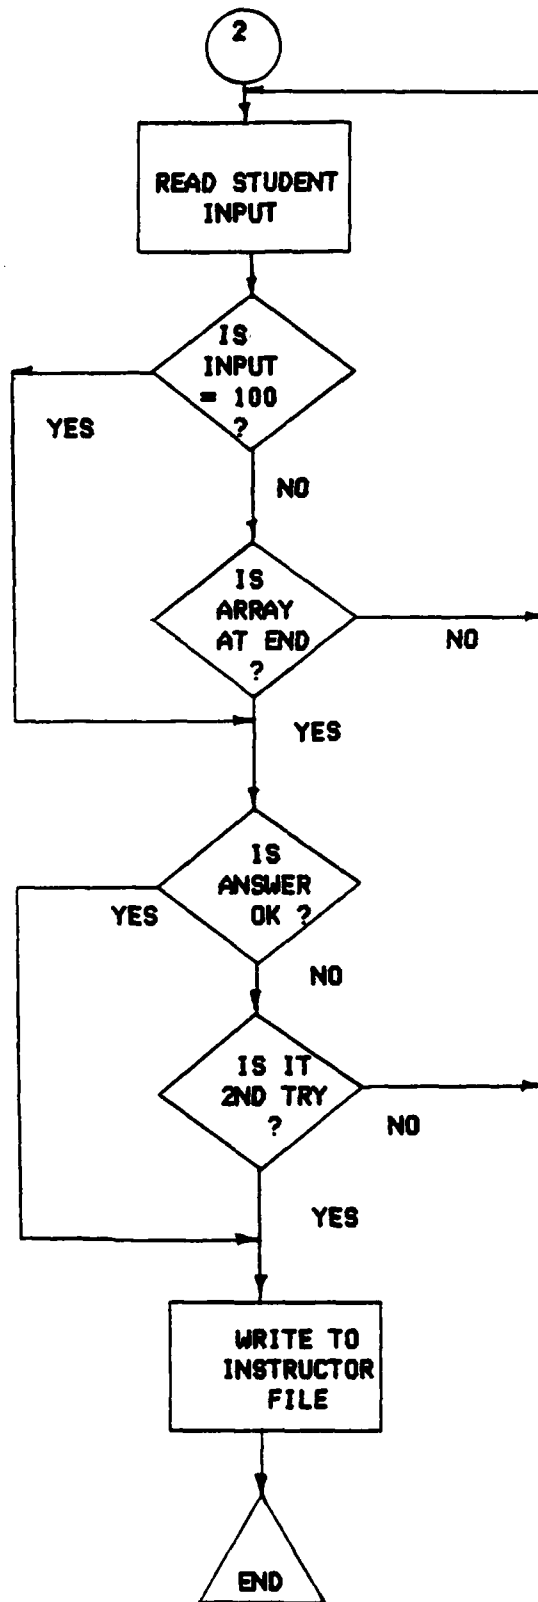 2
READ STUDENT
INPUT
IS
INPUT
= 100
?
YES
NO
IS
ARRAY
AT END
?
NO
YES
IS
ANSWER
OK ?
YES
NO
IS IT
2ND TRY
?
NO
YES
WRITE TO
INSTRUCTOR
FILE
END